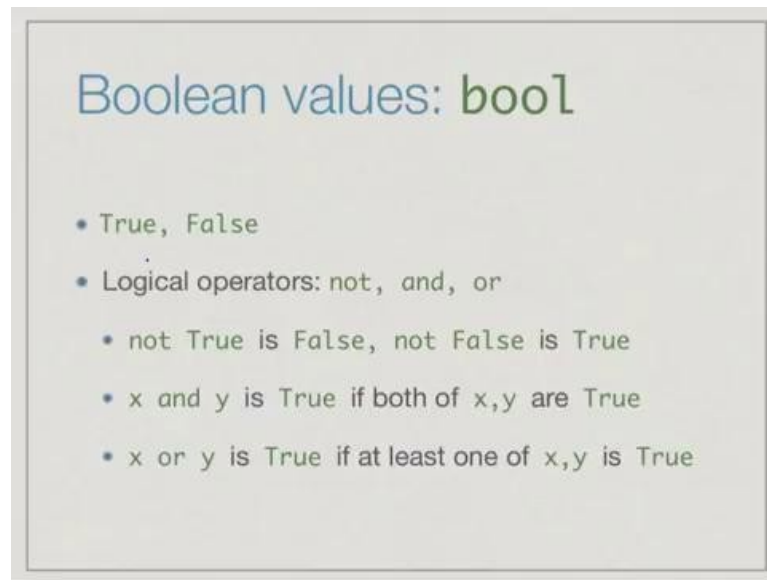 Boolean values: bool
• True, False
• Logical operators: not, and, or
• not True is False, not False is True
• x and y is True if both of x,y are True
• x or y is True if at least one of x,y is True